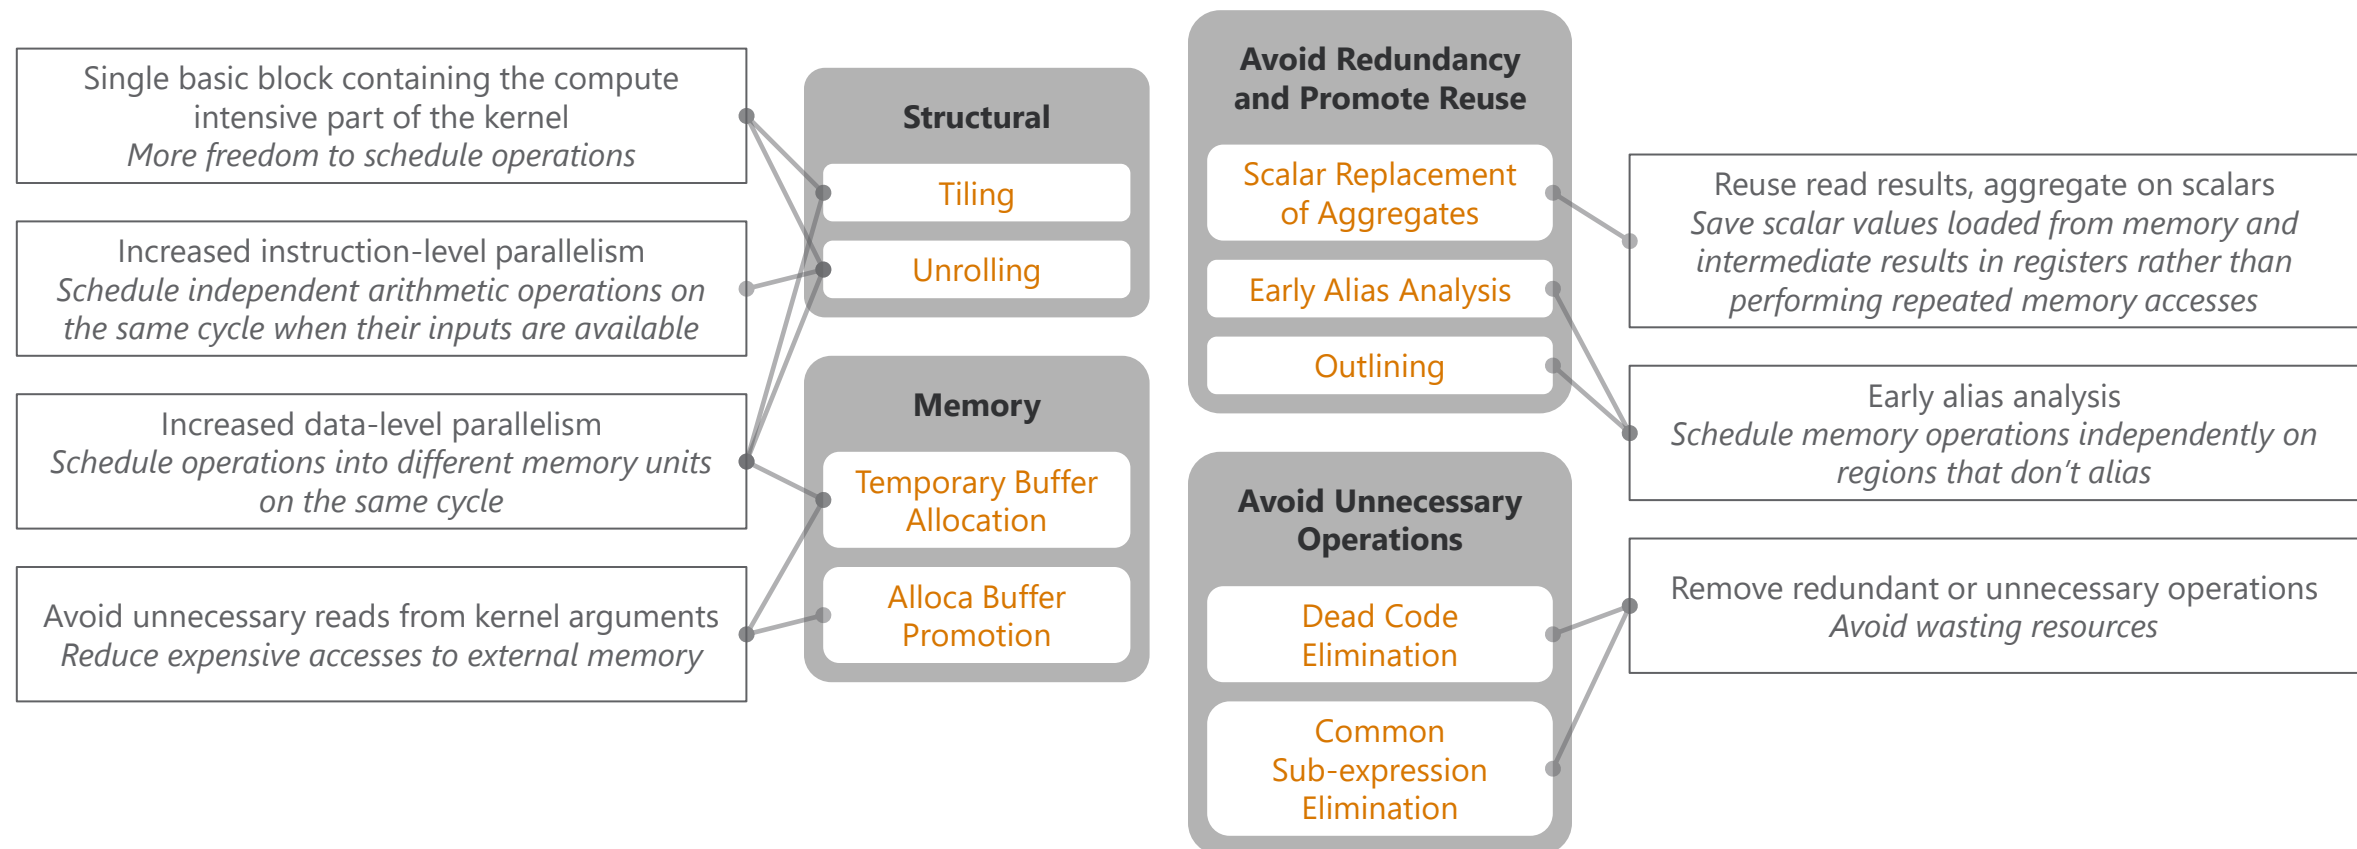 Single basic block containing the compute
intensive part of the kernel
More freedom to schedule operations
Increased instruction-level parallelism
Schedule independent arithmetic operations on
the same cycle when their inputs are available
Increased data-level parallelism
Schedule operations into different memory units
on the same cycle
Avoid unnecessary reads from kernel arguments
Reduce expensive accesses to external memory
Structural
Tiling
Unrolling
Memory
Temporary Buffer
Allocation
Alloca Buffer
Promotion
Avoid Redundancy
and Promote Reuse
Scalar Replacement
of Aggregates
Early Alias Analysis
Outlining
Avoid Unnecessary
Operations
Dead Code
Elimination
Common
Sub-expression
Elimination
Reuse read results, aggregate on scalars
Save scalar values loaded from memory and
intermediate results in registers rather than
performing repeated memory accesses
Early alias analysis
Schedule memory operations independently on
regions that don’t alias
Remove redundant or unnecessary operations
Avoid wasting resources